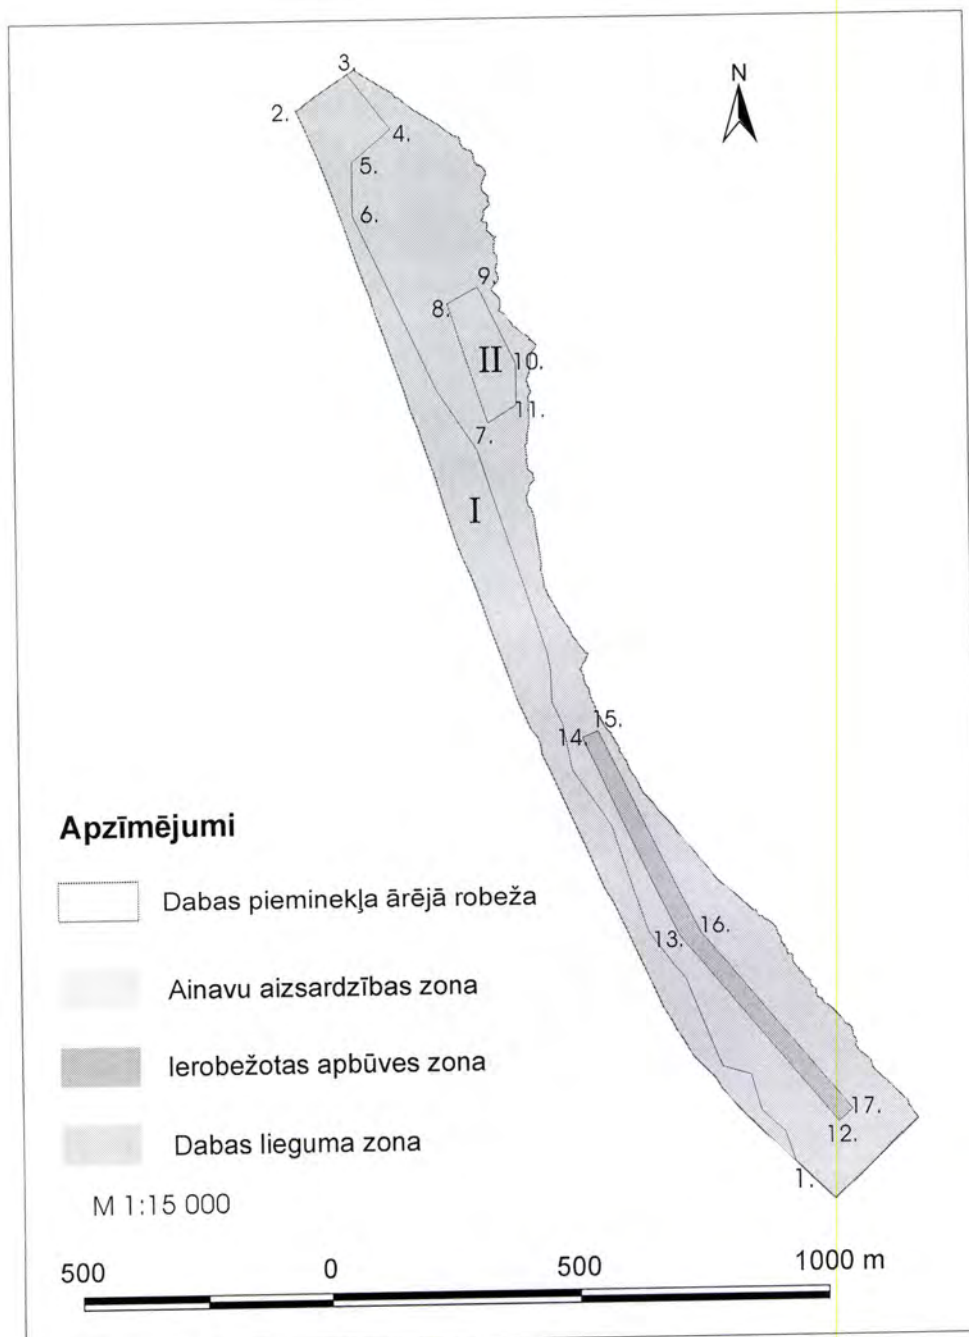 N
3.
2.
4.
5.
6.
9.
8.
II
10.
11.
7.
I
15.
14.
16.
13.
17.
12.
1.
Apzīmējumi
Dabas pieminekļa ārējā robeža
Ainavu aizsardzības zona
Ierobežotas apbūves zona
Dabas lieguma zona
M 1:15 000
500 0 500 1000 m